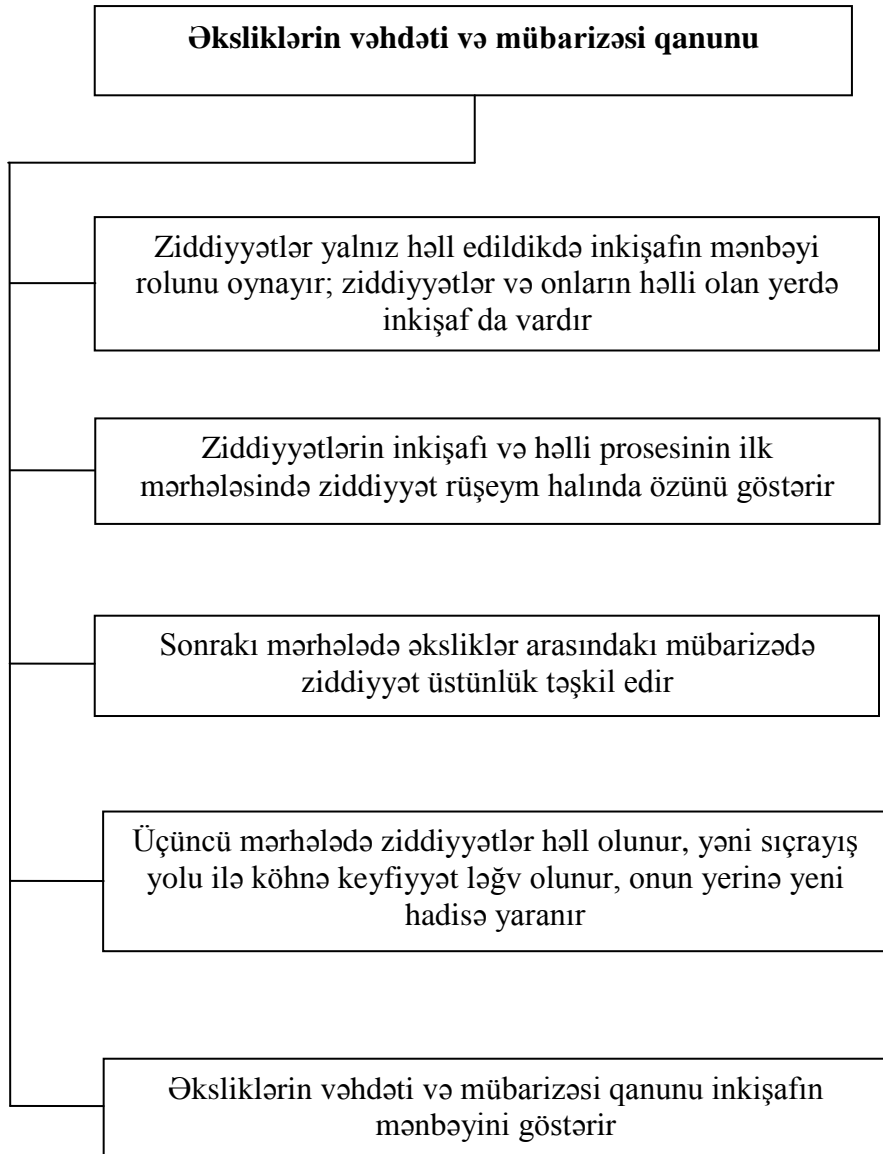 Əksliklərin vəhdəti və mübarizəsi qanunu
Ziddiyyətlər yalnız həll edildikdə inkişafın mənbəyi
rolunu oynayır; ziddiyyətlər və onların həlli olan yerdə
inkişaf da vardır
Ziddiyyətlərin inkişafı və həlli prosesinin ilk
mərhələsində ziddiyyət rüşeym halında özünü göstərir
Sonrakı mərhələdə əksliklər arasındakı mübarizədə
ziddiyyət üstünlük təşkil edir
Üçüncü mərhələdə ziddiyyətlər həll olunur, yəni sıçrayış
yolu ilə köhnə keyfiyyət ləğv olunur, onun yerinə yeni
hadisə yaranır
Əksliklərin vəhdəti və mübarizəsi qanunu inkişafın
mənbəyini göstərir